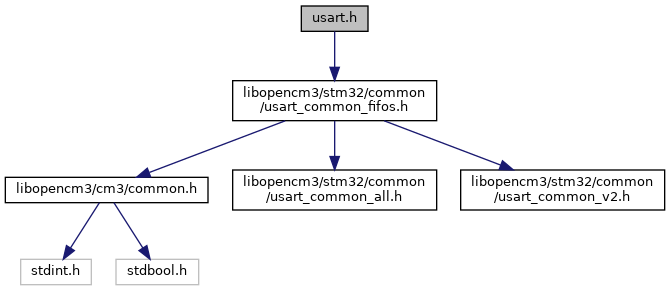 usart.h
libopencm3/stm32/common
/usart_common_fifos.h
libopencm3/cm3/common.h
libopencm3/stm32/common
/usart_common_all.h
libopencm3/stm32/common
/usart_common_v2.h
stdint.h
stdbool.h